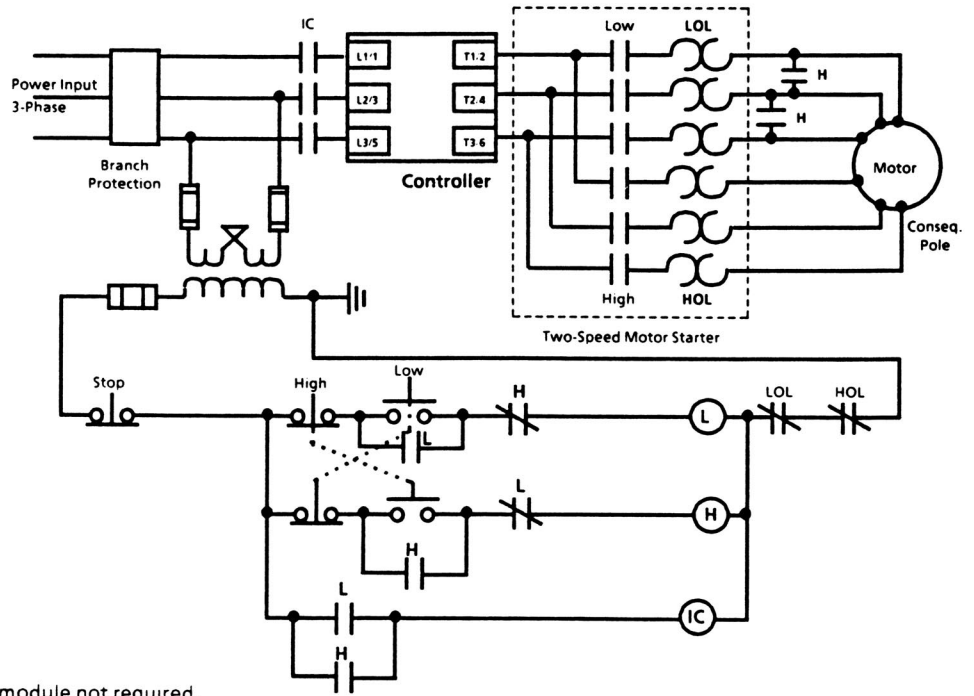 IC
Low
LOL
L1/1
T1.2
H
Power Input
3-Phase
L2/3
T2.4
H
L3/5
T3.6
Motor
Branch
Protection
Controller
Conseq.
Pole
High
HOL
Two-Speed Motor Starter
Stop
High
Low
H
LOL
HOL
L
L
L
H
H
L
IC
H
module not required